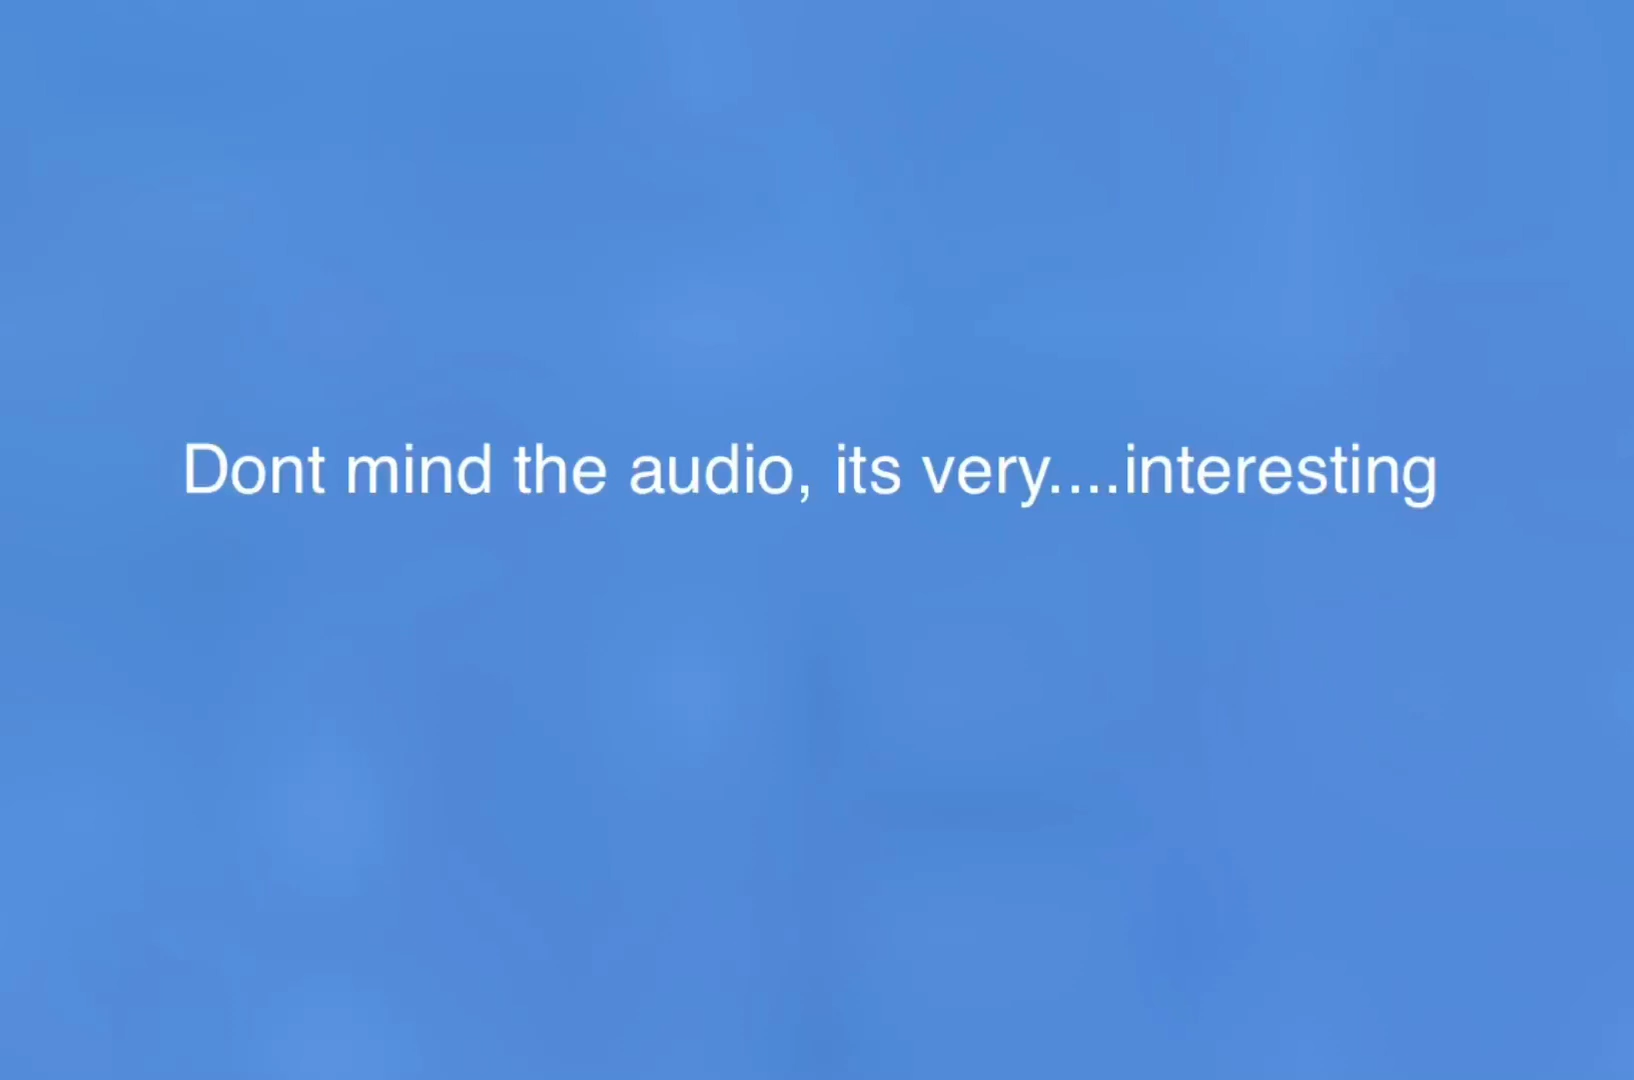 Dont mind the audio, its very....interesting